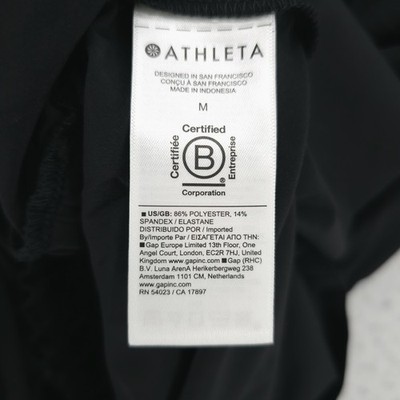 ATHLETA
DESIGNED IN SAN FRANCISCO
CONÇU À SAN FRANCISCO
MADE IN INDONESIA
M
Certified
Certifiée
B
Entreprise
®
Corporation
■ US/GB: 86% POLYESTER, 14%
SPANDEX / ELASTANE
DISTRIBUIDO POR / Imported
By/Importe Par / ΕΙΣΑΓΕΤΑΙ ΑΠΟ ΤΗΝ:
■ Gap Europe Limited 13th Floor, One
Angel Court, London, EC2R 7HJ, United
Kingdom www.gapinc.com ■ Gap (RHC)
B.V. Luna ArenA Herikerbergweg 238
Amsterdam 1101 CM, Netherlands
www.gapinc.com
RN 54023 / CA 17897